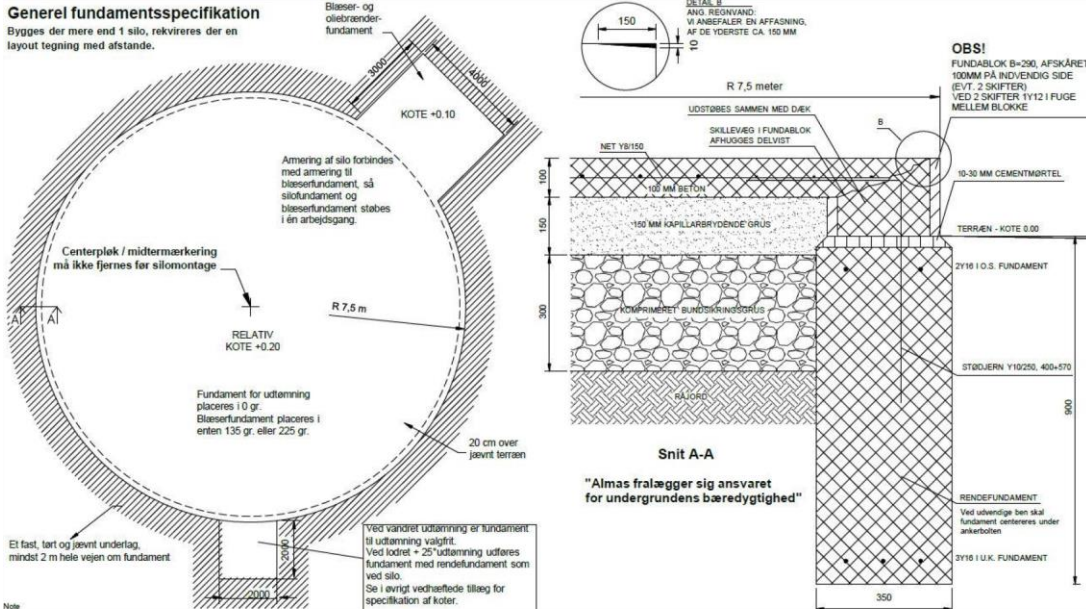 Generel fundamentsspecifikation
Bygges der mere end 1 silo, rekvireres der en
layout tegning med afstande.
Blæser- og
oliebrænder-
fundament
3000
4000
KOTE +0.10
Armering af silo forbindes
med armering til
blæserfundament, så
silofundament og
blæserfundament støbes
i én arbejdsgang.
Centerpløk / midtermærkering
må ikke fjernes før silomontage
R 7,5 m
A
A
RELATIV
KOTE +0.20
Fundament for udtømning
placeres i 0 gr.
Blæserfundament placeres i
enten 135 gr. eller 225 gr.
20 cm over
jævnt terræn
Et fast, tørt og jævnt underlag,
mindst 2 m hele vejen om fundament
2000
2000
Ved vandret udtømning er fundament
til udtømning valgfrit.
Ved lodret + 25°udtømning udføres
fundament med rendefundament som
ved silo.
Se i øvrigt vedhæftede tillæg for
specifikation af koter.
Note
150
10
DETAIL B
ANG. REGNVAND:
VI ANBEFALER EN AFFASNING,
AF DE YDERSTE CA. 150 MM
R 7,5 meter
OBS!
FUNDABLOK B=290, AFSKÅRET
100MM PÅ INDVENDIG SIDE
(EVT. 2 SKIFTER)
VED 2 SKIFTER 1Y12 I FUGE
MELLEM BLOKKE
UDSTØBES SAMMEN MED DÆK
B
SKILLEVÆG I FUNDABLOK
AFHUGGES DELVIST
NET Y8/150
100
100 MM BETON
10-30 MM CEMENTMØRTEL
150
150 MM KAPILLARBRYDENDE GRUS
TERRÆN - KOTE 0.00
2Y16 I O.S. FUNDAMENT
300
KOMPRIMERET BUNDSIKRINGSGRUS
STØDJERN Y10/250, 400+570
RÅJORD
900
Snit A-A
"Almas fralægger sig ansvaret
for undergrundens bæredygtighed"
RENDEFUNDAMENT
Ved udvendige ben skal
fundament centereres under
ankerbolten
3Y16 I U.K. FUNDAMENT
350